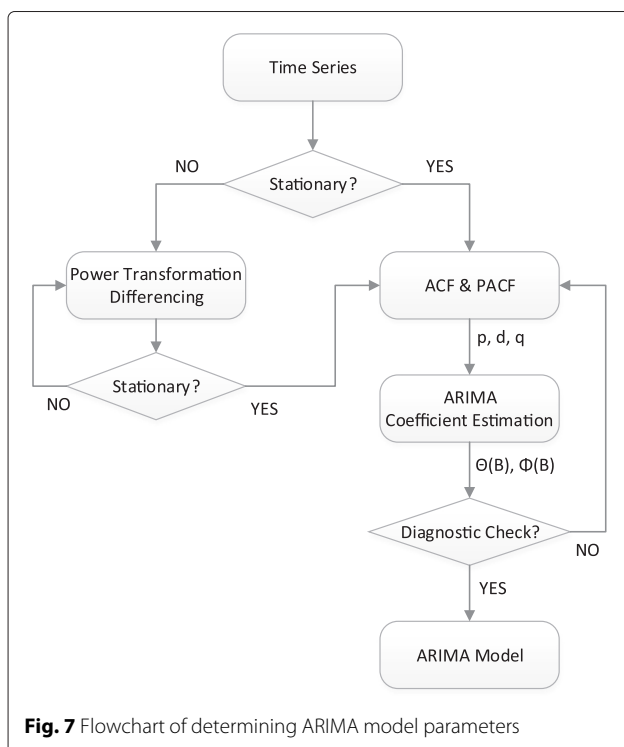 Time Series
NO
YES
Stationary?
Power Transformation
Differencing
ACF & PACF
p, d, q
Stationary?
NO
YES
ARIMA
Coefficient Estimation
Θ(B), Φ(B)
Diagnostic Check?
NO
YES
ARIMA Model
Fig. 7 Flowchart of determining ARIMA model parameters